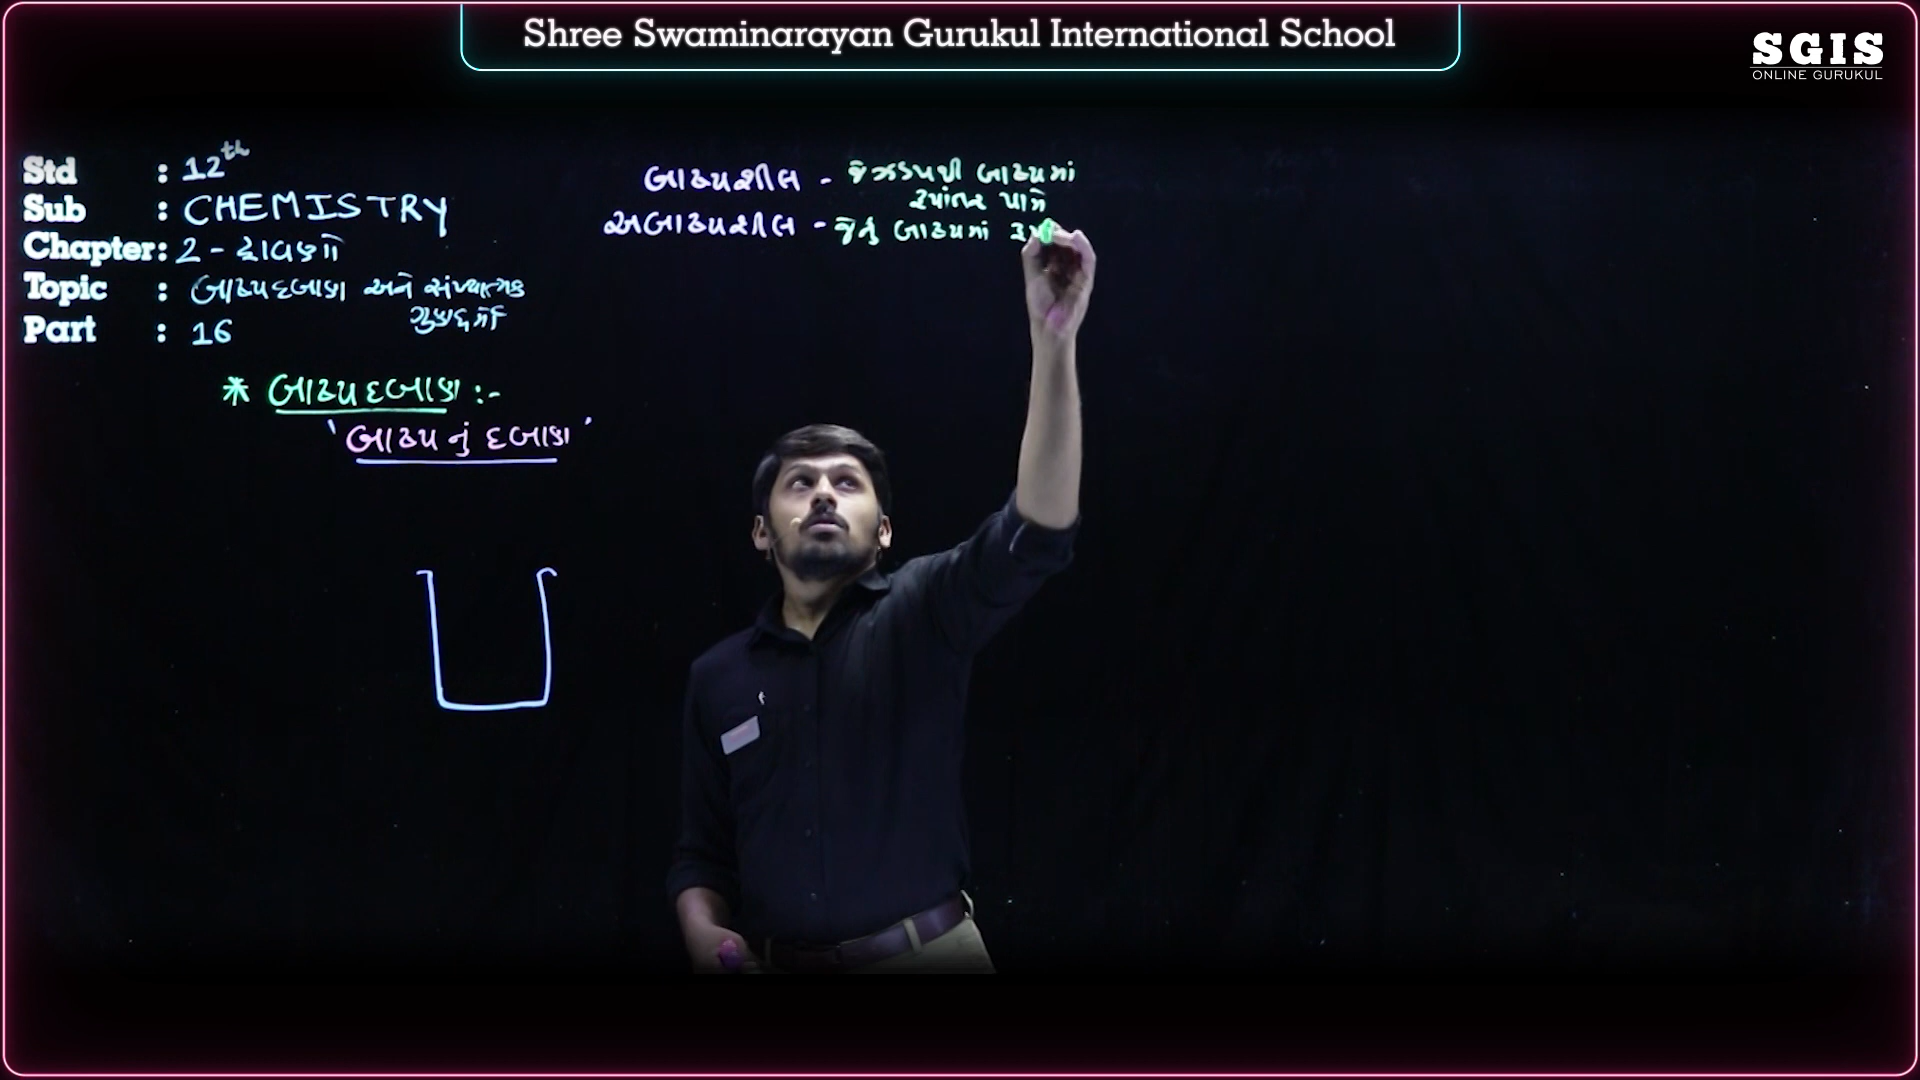 Shree Swaminarayan Gurukul International School
SGIS
ONLINE GURUKUL
Std : 12th
Sub : CHEMISTRY
Chapter: 2 - દ્રાવણો
Topic : બાષ્પદબાણ અને સંખ્યાત્મક
ગુણધર્મો
Part : 16
* બાષ્પદબાણ :-
'બાષ્પ નું દબાણ'
બાષ્પશીલ - જે ઝડપથી બાષ્પમાં
રૂપાંતર પામે
અબાષ્પશીલ - જેનું બાષ્પમાં